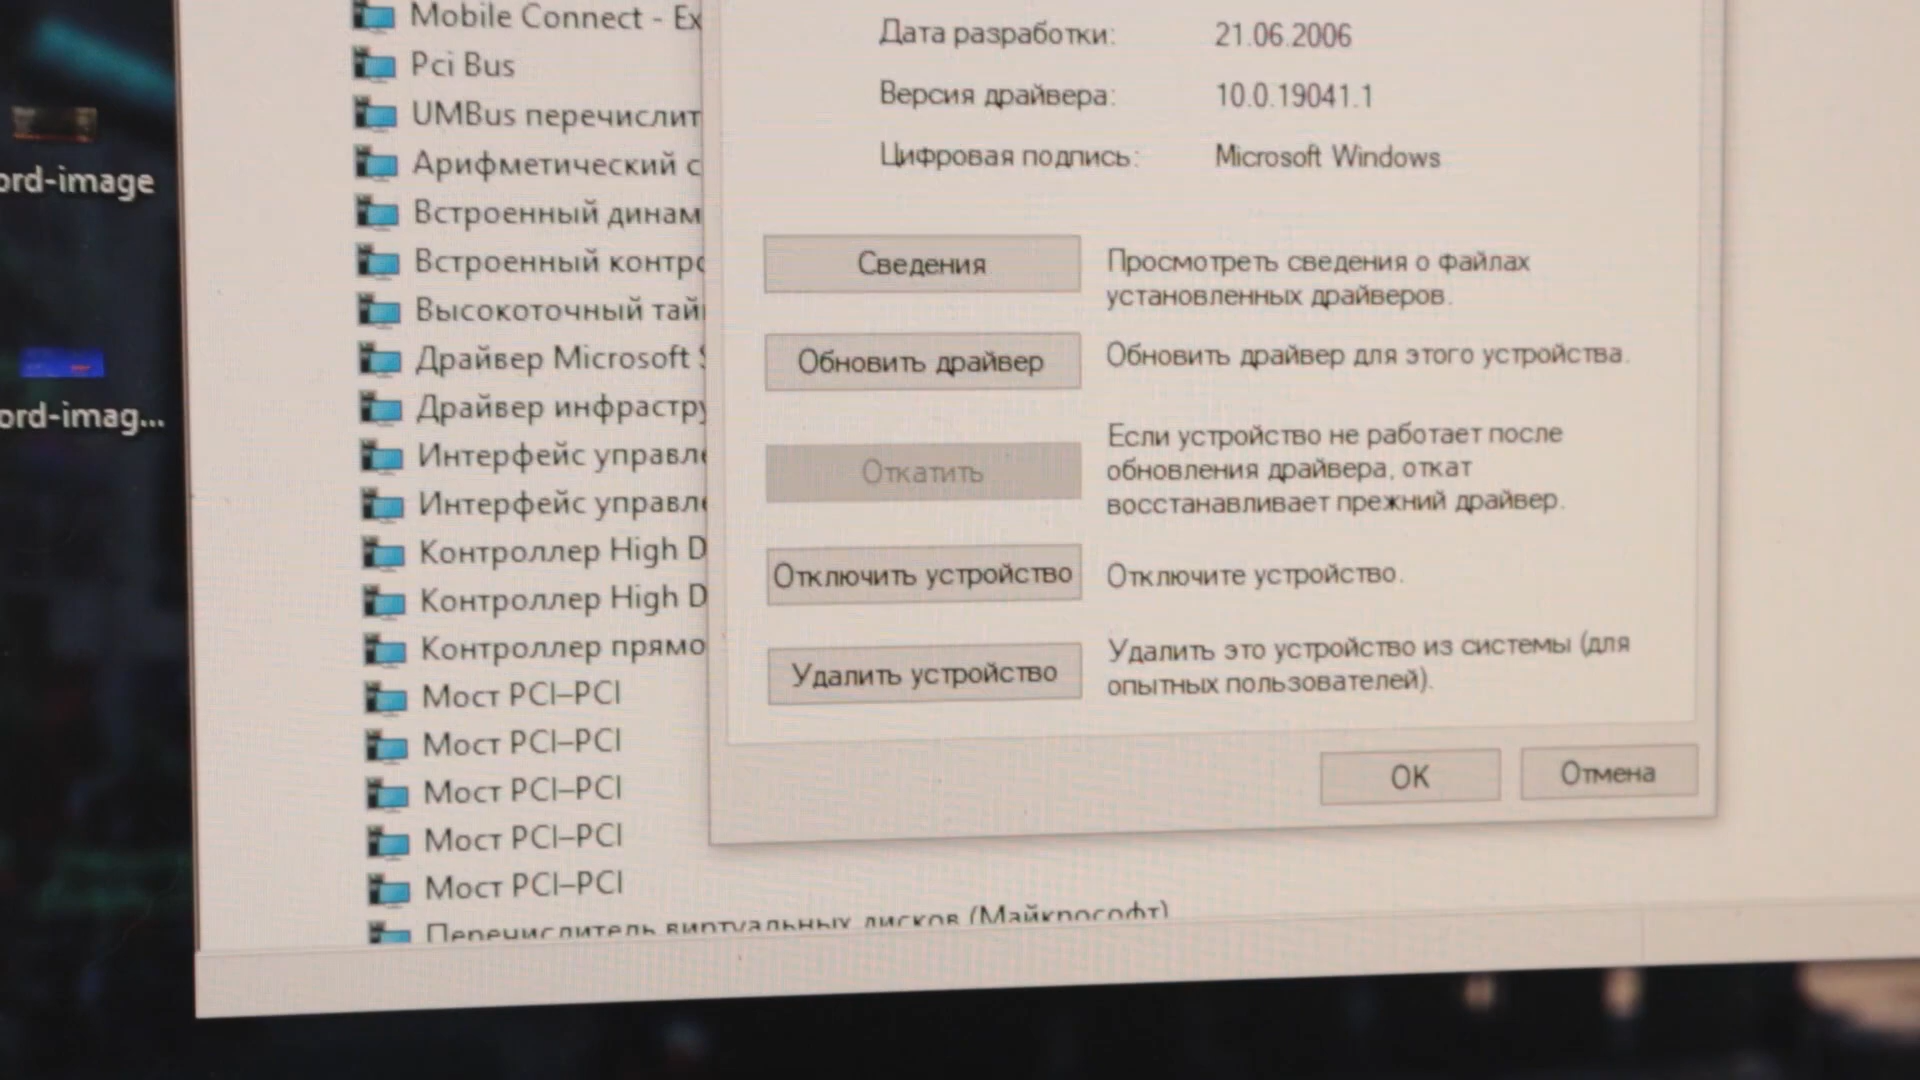 Mobile Connect - Ex
Pci Bus
UMBus перечислит
Арифметический с
Встроенный динам
Встроенный контро
Высокоточный тай
Драйвер Microsoft S
Драйвер инфрастру
Интерфейс управле
Интерфейс управле
Контроллер High D
Контроллер High D
Контроллер прямо
Мост PCI–PCI
Мост PCI–PCI
Мост PCI–PCI
Мост PCI–PCI
Мост PCI–PCI
Перечислитель виртуальных дисков (Майкрософт)
ord-image
ord-imag...
Дата разработки: 21.06.2006
Версия драйвера: 10.0.19041.1
Цифровая подпись: Microsoft Windows
Сведения
Просмотреть сведения о файлах
установленных драйверов.
Обновить драйвер
Обновить драйвер для этого устройства.
Откатить
Если устройство не работает после
обновления драйвера, откат
восстанавливает прежний драйвер.
Отключить устройство
Отключите устройство.
Удалить устройство
Удалить это устройство из системы (для
опытных пользователей).
ОК
Отмена